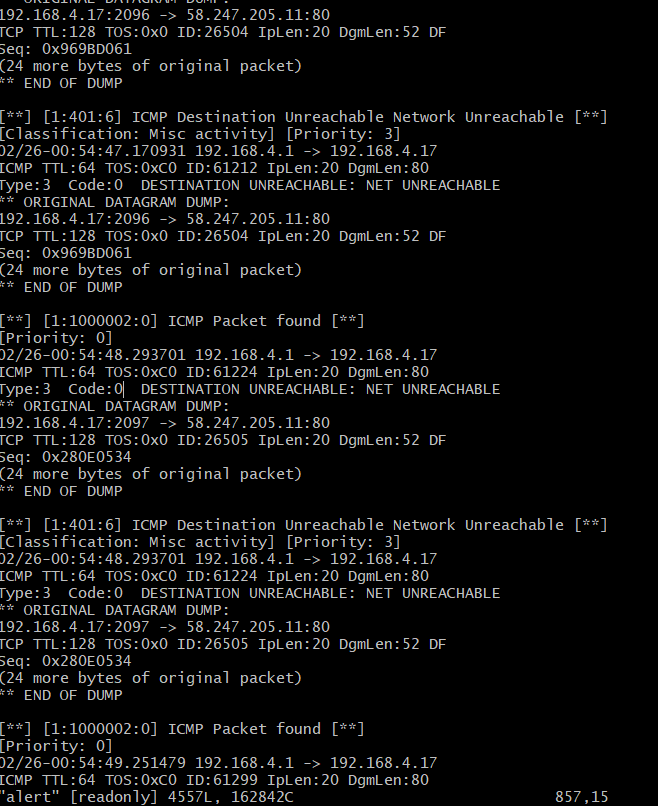 ** ORIGINAL DATAGRAM DUMP:
192.168.4.17:2096 -> 58.247.205.11:80
TCP TTL:128 TOS:0x0 ID:26504 IpLen:20 DgmLen:52 DF
Seq: 0x969BD061
(24 more bytes of original packet)
** END OF DUMP

[**] [1:401:6] ICMP Destination Unreachable Network Unreachable [**]
[Classification: Misc activity] [Priority: 3]
02/26-00:54:47.170931 192.168.4.1 -> 192.168.4.17
ICMP TTL:64 TOS:0xC0 ID:61212 IpLen:20 DgmLen:80
Type:3  Code:0  DESTINATION UNREACHABLE: NET UNREACHABLE
** ORIGINAL DATAGRAM DUMP:
192.168.4.17:2096 -> 58.247.205.11:80
TCP TTL:128 TOS:0x0 ID:26504 IpLen:20 DgmLen:52 DF
Seq: 0x969BD061
(24 more bytes of original packet)
** END OF DUMP

[**] [1:1000002:0] ICMP Packet found [**]
[Priority: 0]
02/26-00:54:48.293701 192.168.4.1 -> 192.168.4.17
ICMP TTL:64 TOS:0xC0 ID:61224 IpLen:20 DgmLen:80
Type:3  Code:0  DESTINATION UNREACHABLE: NET UNREACHABLE
** ORIGINAL DATAGRAM DUMP:
192.168.4.17:2097 -> 58.247.205.11:80
TCP TTL:128 TOS:0x0 ID:26505 IpLen:20 DgmLen:52 DF
Seq: 0x280E0534
(24 more bytes of original packet)
** END OF DUMP

[**] [1:401:6] ICMP Destination Unreachable Network Unreachable [**]
[Classification: Misc activity] [Priority: 3]
02/26-00:54:48.293701 192.168.4.1 -> 192.168.4.17
ICMP TTL:64 TOS:0xC0 ID:61224 IpLen:20 DgmLen:80
Type:3  Code:0  DESTINATION UNREACHABLE: NET UNREACHABLE
** ORIGINAL DATAGRAM DUMP:
192.168.4.17:2097 -> 58.247.205.11:80
TCP TTL:128 TOS:0x0 ID:26505 IpLen:20 DgmLen:52 DF
Seq: 0x280E0534
(24 more bytes of original packet)
** END OF DUMP

[**] [1:1000002:0] ICMP Packet found [**]
[Priority: 0]
02/26-00:54:49.251479 192.168.4.1 -> 192.168.4.17
ICMP TTL:64 TOS:0xC0 ID:61299 IpLen:20 DgmLen:80
"alert" [readonly] 4557L, 162842C 857,15